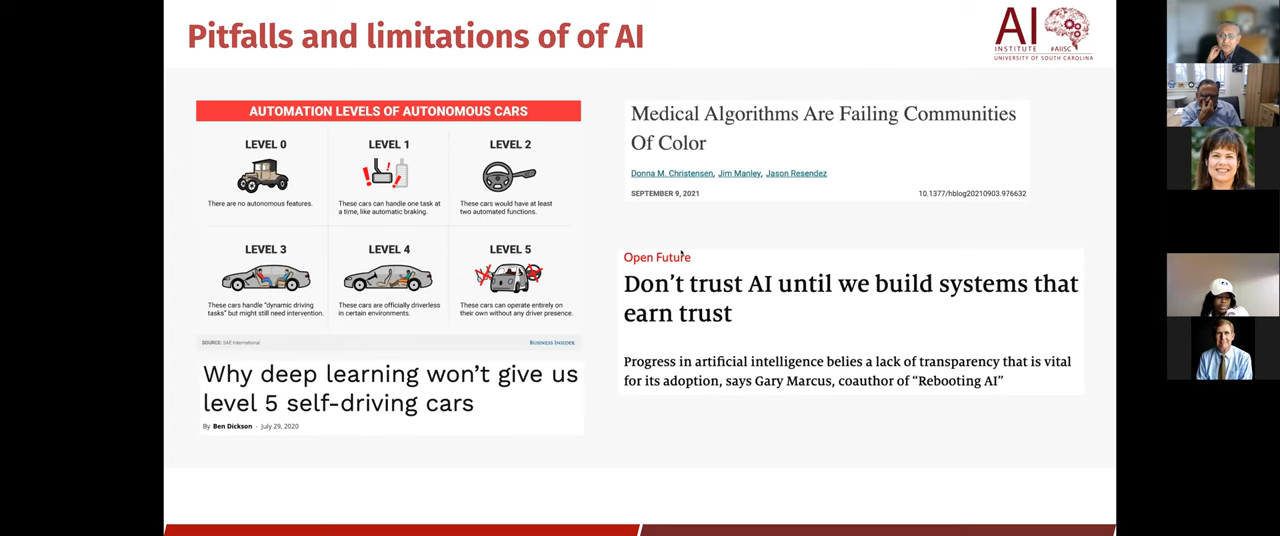 Pitfalls and limitations of of AI
AI
INSTITUTE #AIISC
UNIVERSITY OF SOUTH CAROLINA
AUTOMATION LEVELS OF AUTONOMOUS CARS
LEVEL 0
There are no autonomous features.
LEVEL 1
These cars can handle one task at
a time, like automatic braking.
LEVEL 2
These cars would have at least
two automated functions.
LEVEL 3
These cars handle "dynamic driving
tasks" but might still need intervention.
LEVEL 4
These cars are officially driverless
in certain environments.
LEVEL 5
These cars can operate entirely on
their own without any driver presence.
SOURCE: SAE International
BUSINESS INSIDER
Why deep learning won't give us
level 5 self-driving cars
By Ben Dickson - July 29, 2020
Medical Algorithms Are Failing Communities
Of Color
Donna M. Christensen, Jim Manley, Jason Resendez
SEPTEMBER 9, 2021
10.1377/hblog20210903.976632
Open Future
Don't trust AI until we build systems that
earn trust
Progress in artificial intelligence belies a lack of transparency that is vital
for its adoption, says Gary Marcus, coauthor of "Rebooting AI"